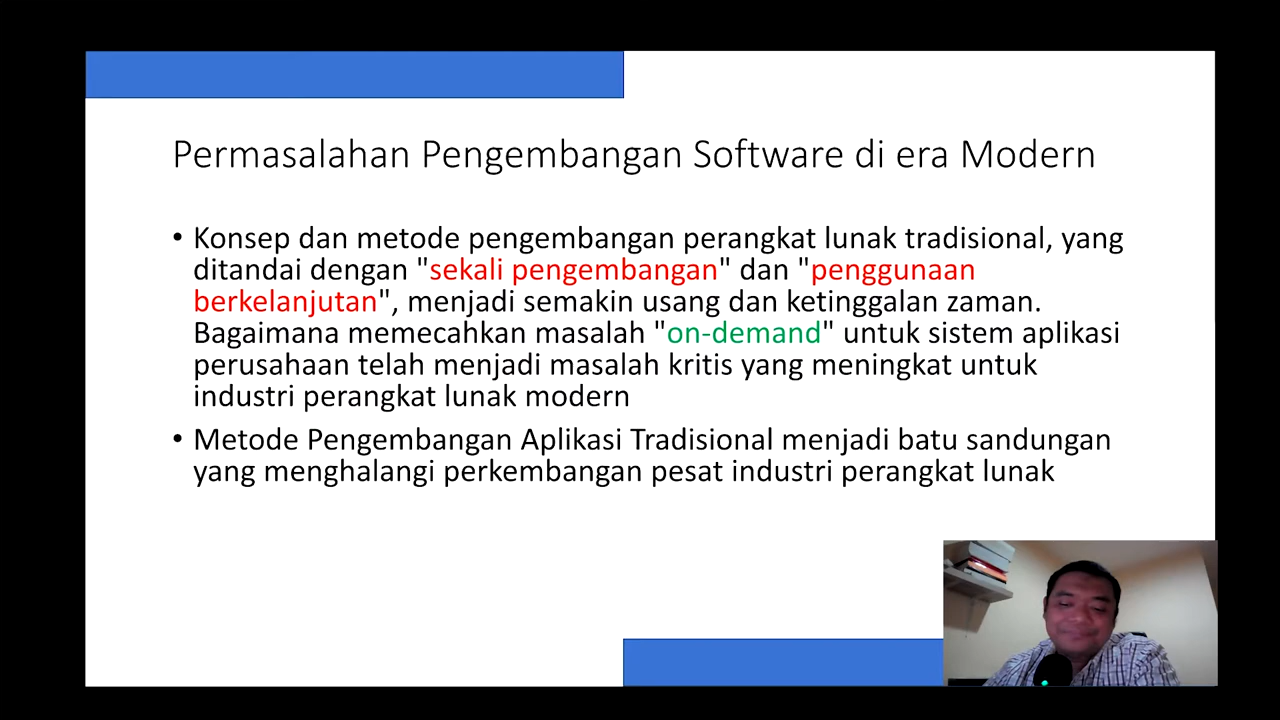 Permasalahan Pengembangan Software di era Modern
• Konsep dan metode pengembangan perangkat lunak tradisional, yang
ditandai dengan "sekali pengembangan" dan "penggunaan
berkelanjutan", menjadi semakin usang dan ketinggalan zaman.
Bagaimana memecahkan masalah "on-demand" untuk sistem aplikasi
perusahaan telah menjadi masalah kritis yang meningkat untuk
industri perangkat lunak modern
• Metode Pengembangan Aplikasi Tradisional menjadi batu sandungan
yang menghalangi perkembangan pesat industri perangkat lunak